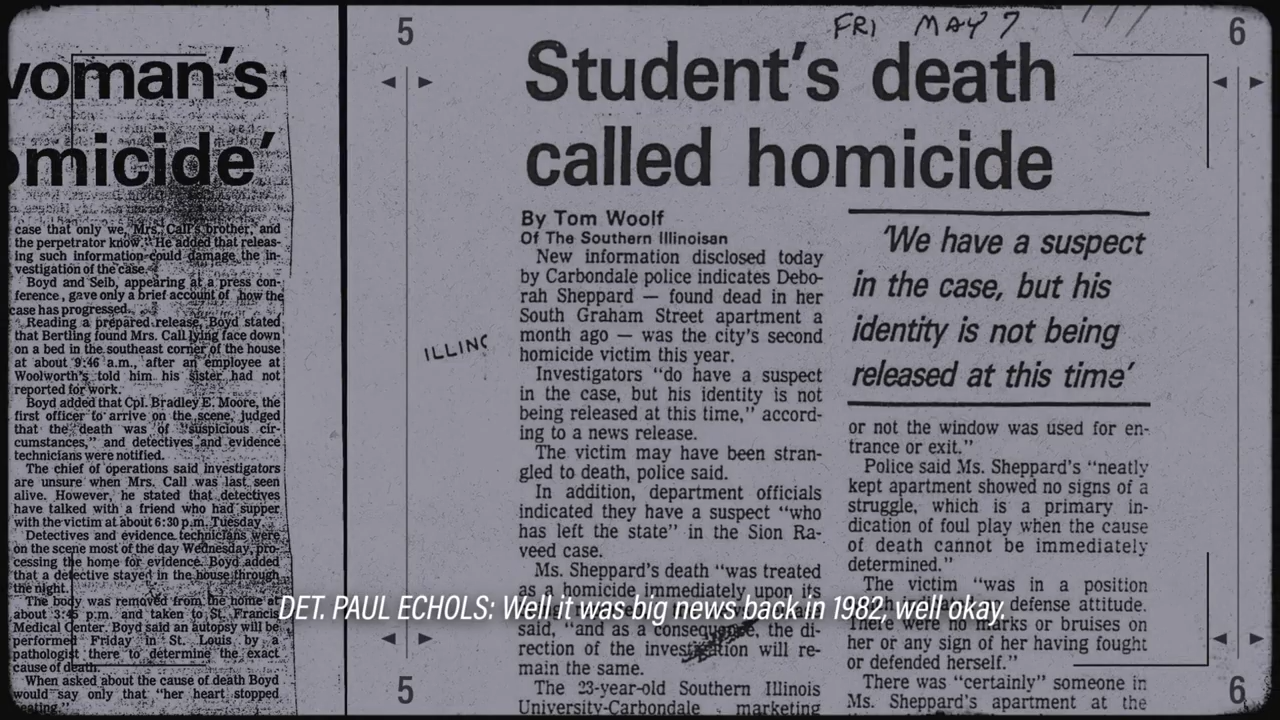 woman's
omicide'
case that only we, Mrs. Call's brother, and
the perpetrator know." He added that releas-
ing such information could damage the in-
vestigation of the case.
Boyd and Seib, appearing at a press con-
ference, gave only a brief account of how the
case has progressed.
Reading a prepared release, Boyd stated
that Bertling found Mrs. Call lying face down
on a bed in the southeast corner of the house
at about 9:46 a.m., after an employee at
Woolworth's told him his sister had not
reported for work.
Boyd added that Cpl. Bradley E. Moore, the
first officer to arrive on the scene, judged
that the death was of "suspicious cir-
cumstances," and detectives and evidence
technicians were notified.
The chief of operations said investigators
are unsure when Mrs. Call was last seen
alive. However, he stated that detectives
have talked with a friend who had supper
with the victim at about 6:30 p.m. Tuesday.
Detectives and evidence technicians were
on the scene most of the day Wednesday, pro-
cessing the home for evidence. Boyd added
that a detective stayed in the house through
the night.
The body was removed from the home at
about 3:45 p.m. and taken to St. Francis
Medical Center. Boyd said an autopsy will be
performed Friday in St. Louis by a
pathologist there to determine the exact
cause of death.
When asked about the cause of death Boyd
would say only that "her heart stopped
beating."
5
6
FRI MAY 7
Student's death
called homicide
By Tom Woolf
Of The Southern Illinoisan
New information disclosed today
by Carbondale police indicates Debo-
rah Sheppard — found dead in her
South Graham Street apartment a
month ago — was the city's second
homicide victim this year.
Investigators "do have a suspect
in the case, but his identity is not
being released at this time," accord-
ing to a news release.
The victim may have been stran-
gled to death, police said.
In addition, department officials
indicated they have a suspect "who
has left the state" in the Sion Ra-
veed case.
Ms. Sheppard's death "was treated
as a homicide immediately upon its
said, "and as a consequence, the di-
rection of the investigation will re-
main the same.
The 23-year-old Southern Illinois
University-Carbondale marketing
ILLINC
'We have a suspect
in the case, but his
identity is not being
released at this time'
or not the window was used for en-
trance or exit."
Police said Ms. Sheppard's "neatly
kept apartment showed no signs of a
struggle, which is a primary in-
dication of foul play when the cause
of death cannot be immediately
determined."
The victim "was in a position
defense attitude.
There were no marks or bruises on
her or any sign of her having fought
or defended herself."
There was "certainly" someone in
Ms. Sheppard's apartment at the
DET. PAUL ECHOLS: Well it was big news back in 1982, well okay,
5
6